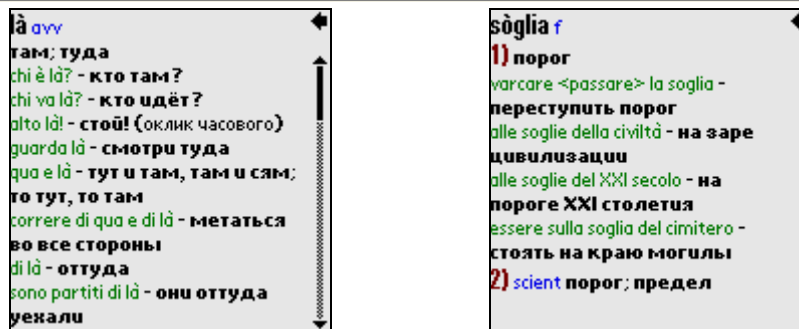 là avv
там; туда
chi è là? - кто там?
chi va là? - кто идёт?
alto là! - стой! (оклик часового)
guarda là - смотри туда
qua e là - тут и там, там и сям;
то тут, то там
correre di qua e di là - метаться
во все стороны
di là - оттуда
sono partiti di là - они оттуда
уехали
sòglia f
1) порог
varcare <passare> la soglia -
переступить порог
alle soglie della civiltà - на заре
цивилизации
alle soglie del XXI secolo - на
пороге XXI столетия
essere sulla soglia del cimitero -
стоять на краю могилы
2) scient порог; предел